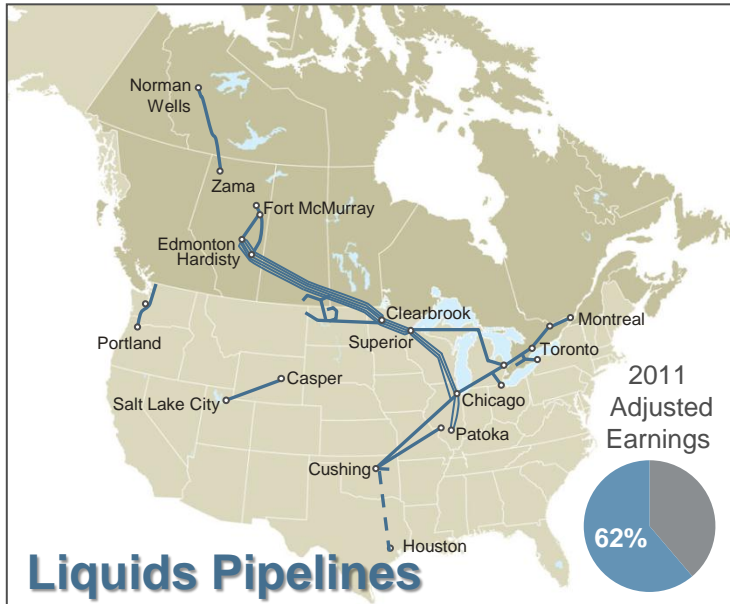 Norman
Wells
Zama
Fort McMurray
Edmonton
Hardisty
Clearbrook
Superior
Montreal
Toronto
Portland
Casper
Salt Lake City
Chicago
Patoka
Cushing
Houston
2011
Adjusted
Earnings
62%
Liquids Pipelines